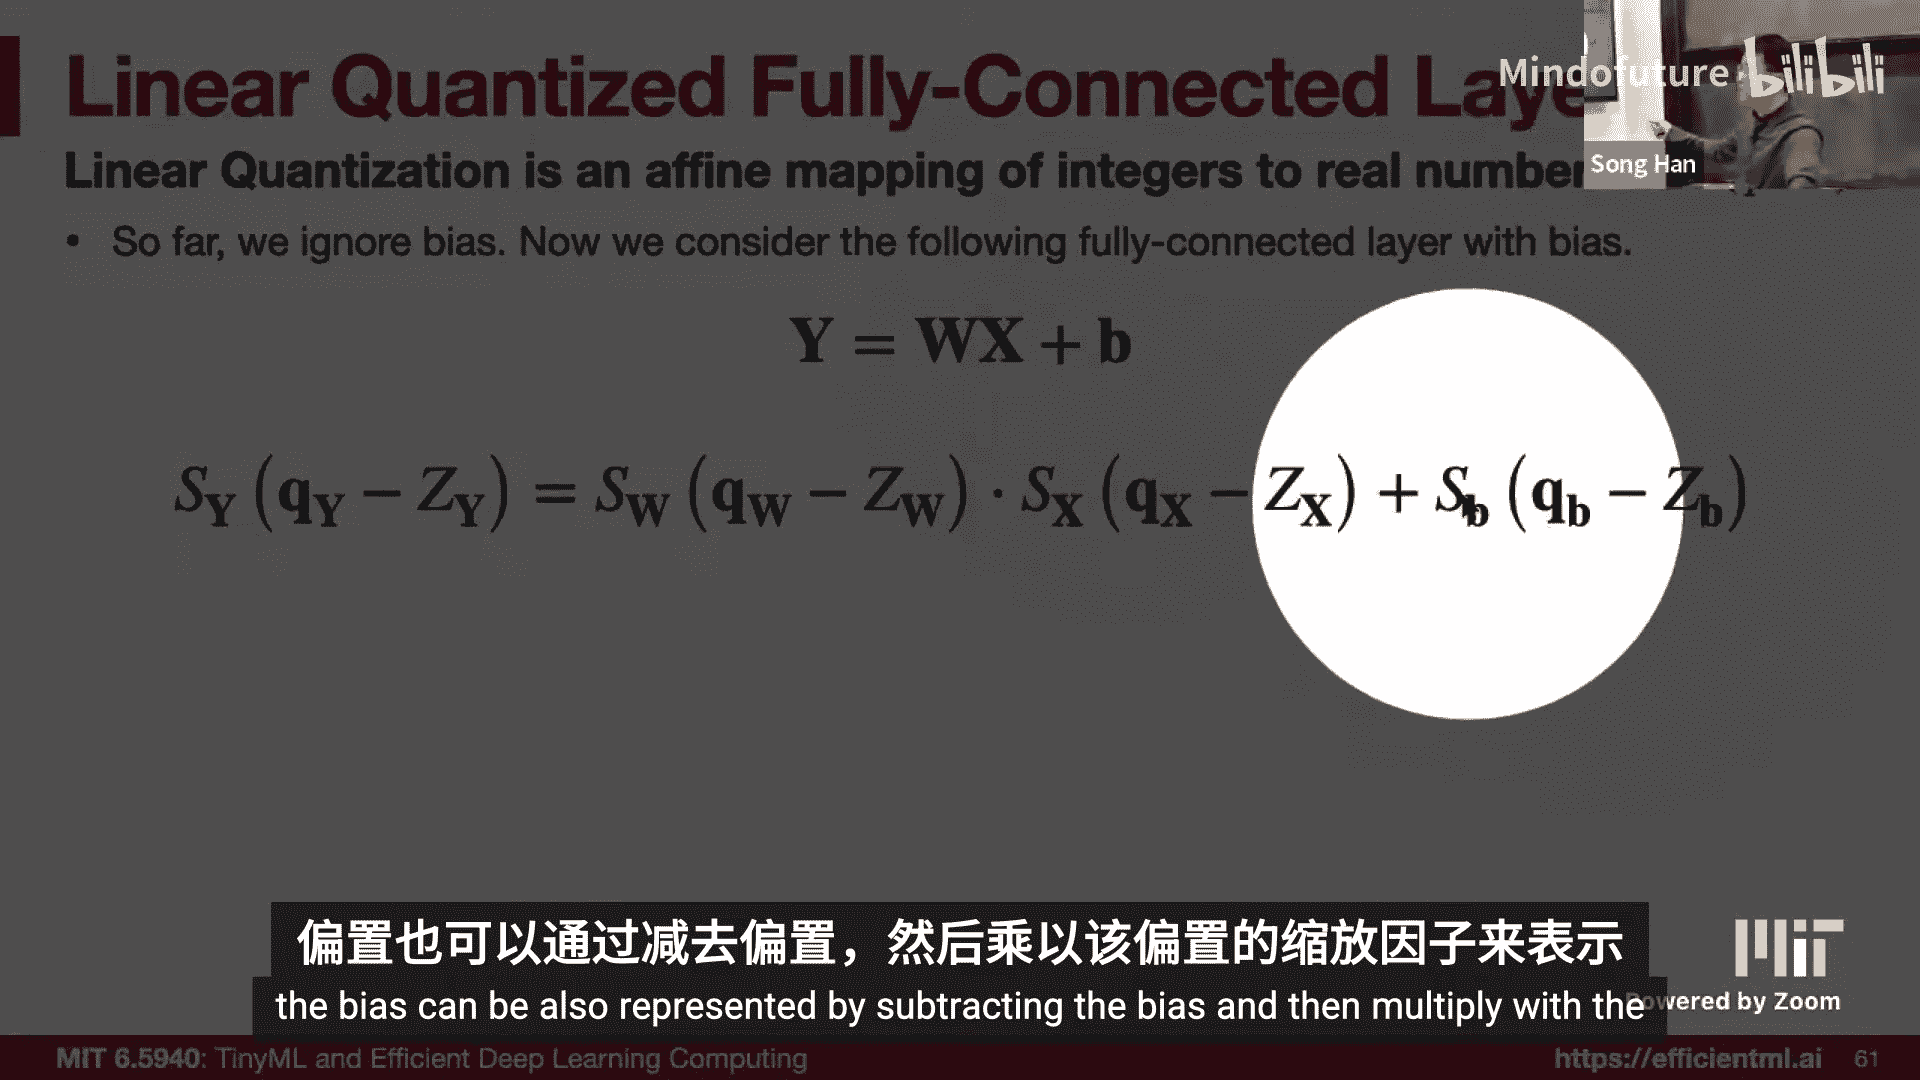 Linear Quantized Fully-Connected Laye
Mindofuture
bilibili
Song Han
Linear Quantization is an affine mapping of integers to real number
• So far, we ignore bias. Now we consider the following fully-connected layer with bias.
Y = WX + b
S_Y (q_Y − Z_Y) = S_W (q_W − Z_W) · S_X (q_X − Z_X) + S_b (q_b − Z_b)
偏置也可以通过减去偏置，然后乘以该偏置的缩放因子来表示
the bias can be also represented by subtracting the bias and then multiply with the
MIT
Powered by Zoom
MIT 6.5940: TinyML and Efficient Deep Learning Computing
https://efficientml.ai 61